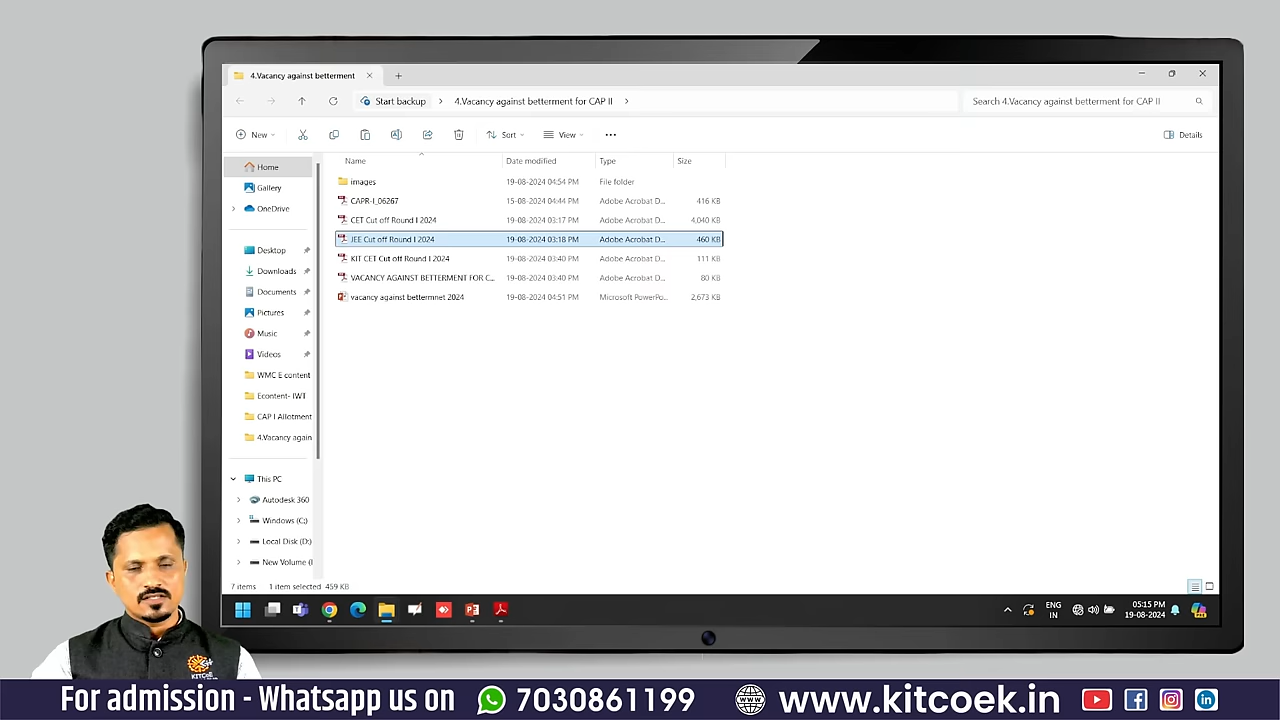 4.Vacancy against betterment
Start backup > 4.Vacancy against betterment for CAP II >
Search 4.Vacancy against betterment for CAP II
New
Sort
View
Details
Name Date modified Type Size
images 19-08-2024 04:54 PM File folder
CAPR-I_06267 15-08-2024 04:44 PM Adobe Acrobat D... 416 KB
CET Cut off Round I 2024 19-08-2024 03:17 PM Adobe Acrobat D... 4,040 KB
JEE Cut off Round I 2024 19-08-2024 03:18 PM Adobe Acrobat D... 460 KB
KIT CET Cut off Round I 2024 19-08-2024 03:40 PM Adobe Acrobat D... 111 KB
VACANCY AGAINST BETTERMENT FOR C... 19-08-2024 03:40 PM Adobe Acrobat D... 80 KB
vacancy against bettermnet 2024 19-08-2024 04:51 PM Microsoft PowerPo... 2,673 KB
Home
Gallery
OneDrive
Desktop
Downloads
Documents
Pictures
Music
Videos
WMC E content
Econtent- IWT
CAP I Allotment
4.Vacancy again
This PC
Autodesk 360
Windows (C:)
Local Disk (D:)
New Volume (
7 items 1 item selected 459 KB
ENG
IN
05:15 PM
19-08-2024
KITCoEK
For admission - Whatsapp us on 7030861199 www.kitcoek.in